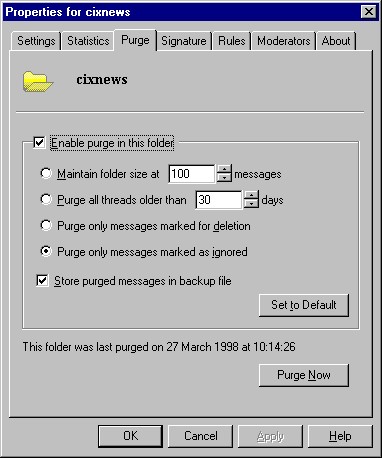 Properties for cixnews
Settings Statistics Purge Signature Rules Moderators About
cixnews
Enable purge in this folder
Maintain folder size at 100 messages
Purge all threads older than 30 days
Purge only messages marked for deletion
Purge only messages marked as ignored
Store purged messages in backup file
Set to Default
This folder was last purged on 27 March 1998 at 10:14:26
Purge Now
OK Cancel Apply Help